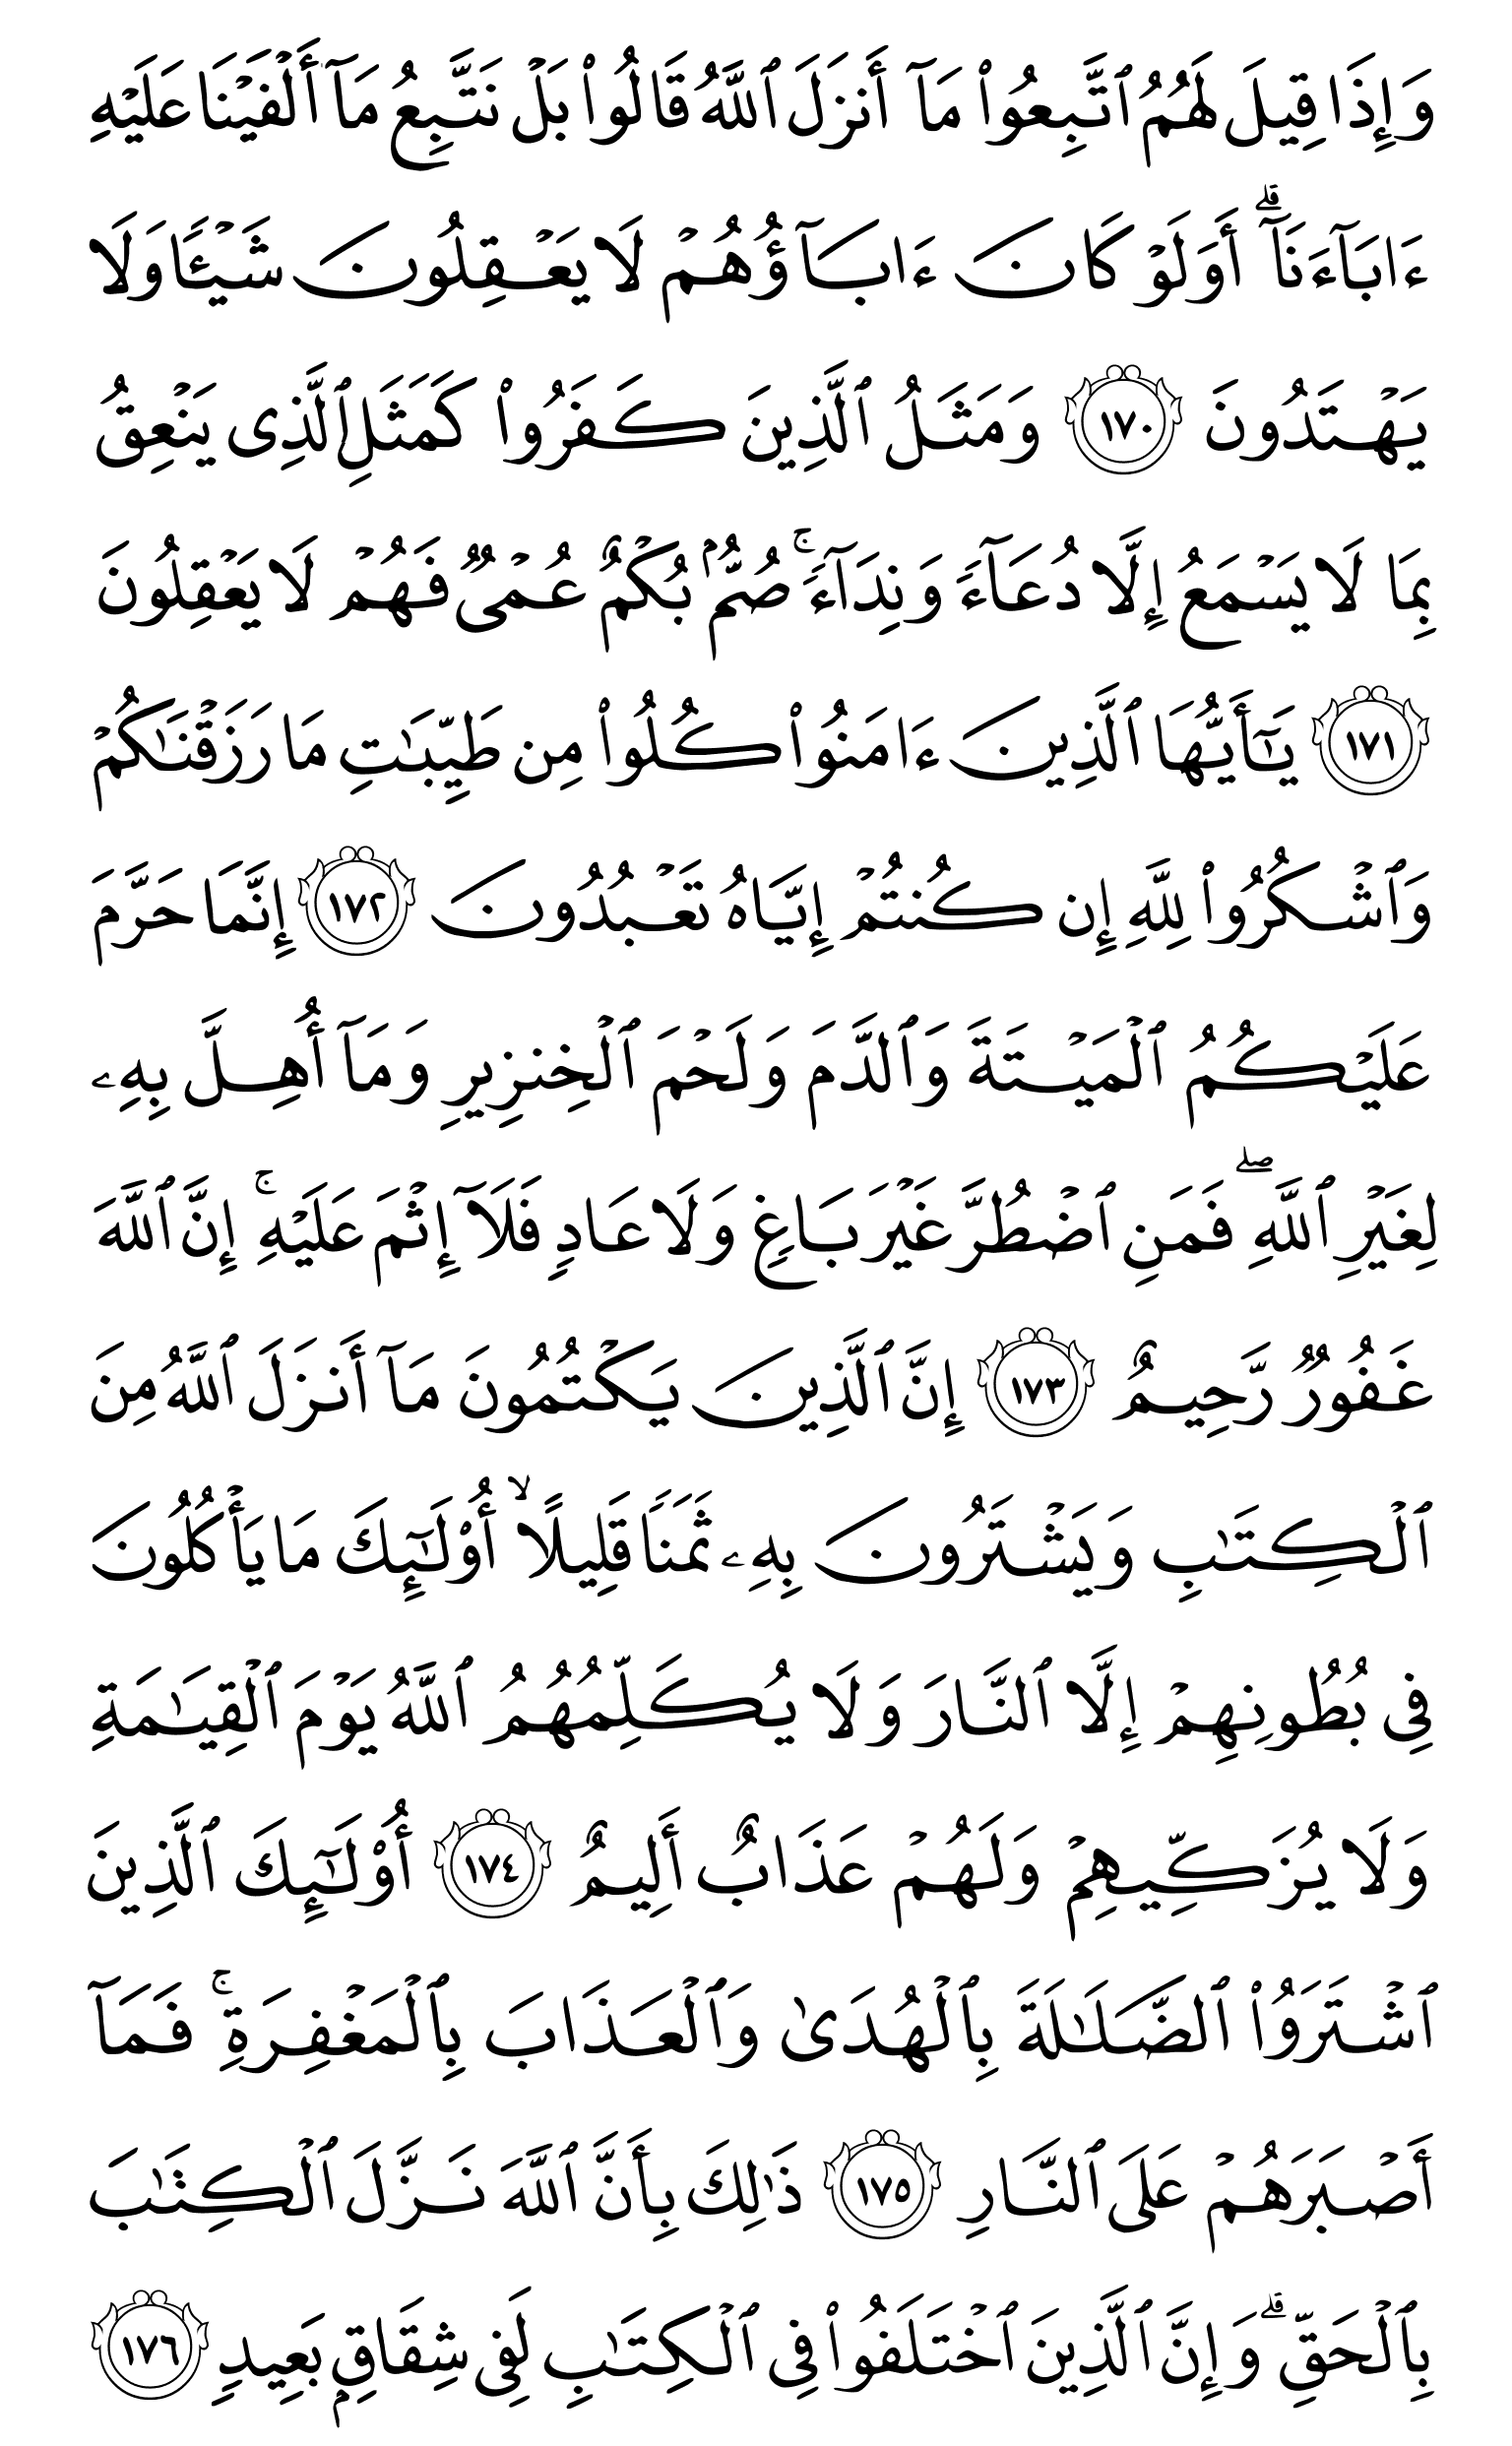 وَإِذَا قِيلَ لَهُمُ ٱتَّبِعُوا۟ مَآ أَنزَلَ ٱللَّهُ قَالُوا۟ بَلْ نَتَّبِعُ مَآ أَلْفَيْنَا عَلَيْهِ
ءَابَآءَنَآ ۗ أَوَلَوْ كَانَ ءَابَآؤُهُمْ لَا يَعْقِلُونَ شَيْـًٔا وَلَا
يَهْتَدُونَ ١٧٠ وَمَثَلُ ٱلَّذِينَ كَفَرُوا۟ كَمَثَلِ ٱلَّذِى يَنْعِقُ
بِمَا لَا يَسْمَعُ إِلَّا دُعَآءً وَنِدَآءً ۚ صُمٌّۢ بُكْمٌ عُمْىٌ فَهُمْ لَا يَعْقِلُونَ
١٧١ يَـٰٓأَيُّهَا ٱلَّذِينَ ءَامَنُوا۟ كُلُوا۟ مِن طَيِّبَـٰتِ مَا رَزَقْنَـٰكُمْ
وَٱشْكُرُوا۟ لِلَّهِ إِن كُنتُمْ إِيَّاهُ تَعْبُدُونَ ١٧٢ إِنَّمَا حَرَّمَ
عَلَيْكُمُ ٱلْمَيْتَةَ وَٱلدَّمَ وَلَحْمَ ٱلْخِنزِيرِ وَمَآ أُهِلَّ بِهِۦ
لِغَيْرِ ٱللَّهِ ۖ فَمَنِ ٱضْطُرَّ غَيْرَ بَاغٍ وَلَا عَادٍ فَلَآ إِثْمَ عَلَيْهِ ۚ إِنَّ ٱللَّهَ
غَفُورٌ رَّحِيمٌ ١٧٣ إِنَّ ٱلَّذِينَ يَكْتُمُونَ مَآ أَنزَلَ ٱللَّهُ مِنَ
ٱلْكِتَـٰبِ وَيَشْتَرُونَ بِهِۦ ثَمَنًا قَلِيلًا ۙ أُو۟لَـٰٓئِكَ مَا يَأْكُلُونَ
فِى بُطُونِهِمْ إِلَّا ٱلنَّارَ وَلَا يُكَلِّمُهُمُ ٱللَّهُ يَوْمَ ٱلْقِيَـٰمَةِ
وَلَا يُزَكِّيهِمْ وَلَهُمْ عَذَابٌ أَلِيمٌ ١٧٤ أُو۟لَـٰٓئِكَ ٱلَّذِينَ
ٱشْتَرَوُا۟ ٱلضَّلَـٰلَةَ بِٱلْهُدَىٰ وَٱلْعَذَابَ بِٱلْمَغْفِرَةِ ۚ فَمَآ
أَصْبَرَهُمْ عَلَى ٱلنَّارِ ١٧٥ ذَٰلِكَ بِأَنَّ ٱللَّهَ نَزَّلَ ٱلْكِتَـٰبَ
بِٱلْحَقِّ ۗ وَإِنَّ ٱلَّذِينَ ٱخْتَلَفُوا۟ فِى ٱلْكِتَـٰبِ لَفِى شِقَاقٍۭ بَعِيدٍ ١٧٦